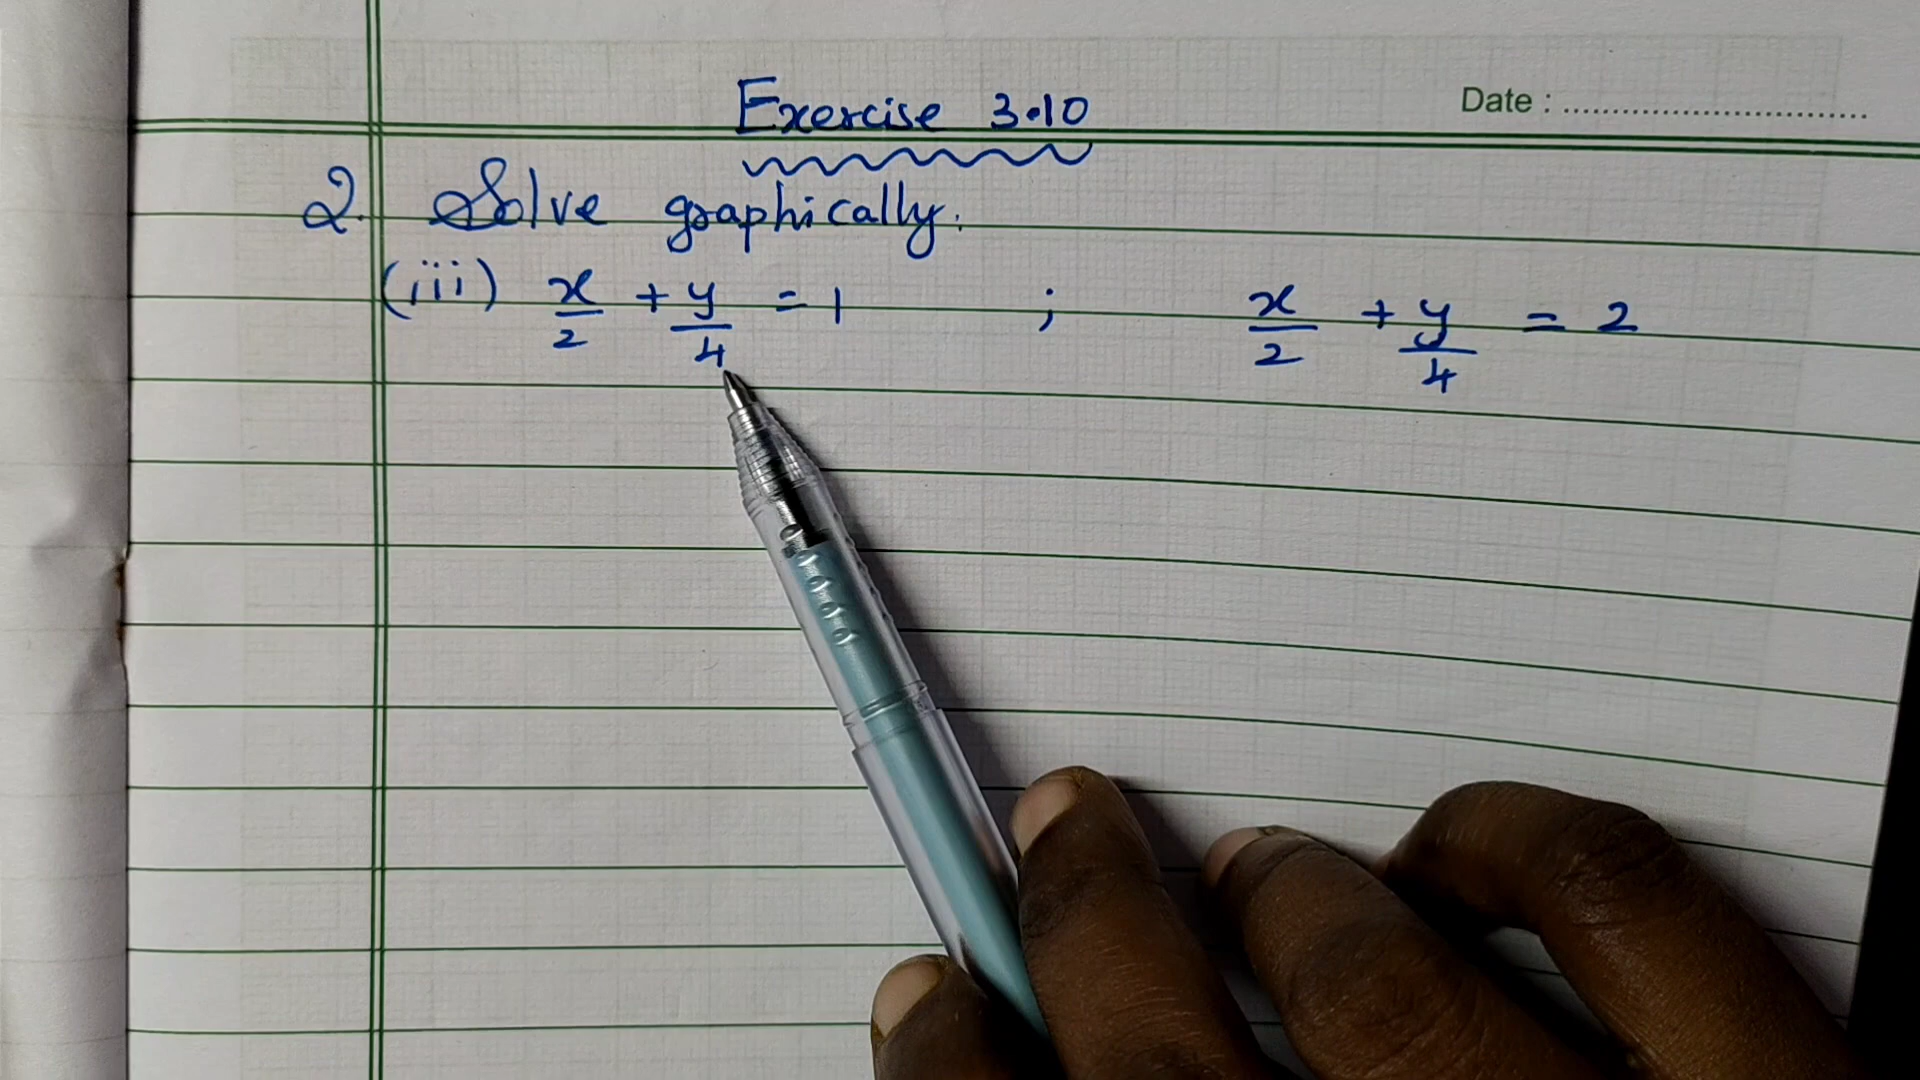 Exercise 3.10
Date : ................................
2. Solve graphically.
(iii) x/2 + y/4 = 1 ; x/2 + y/4 = 2